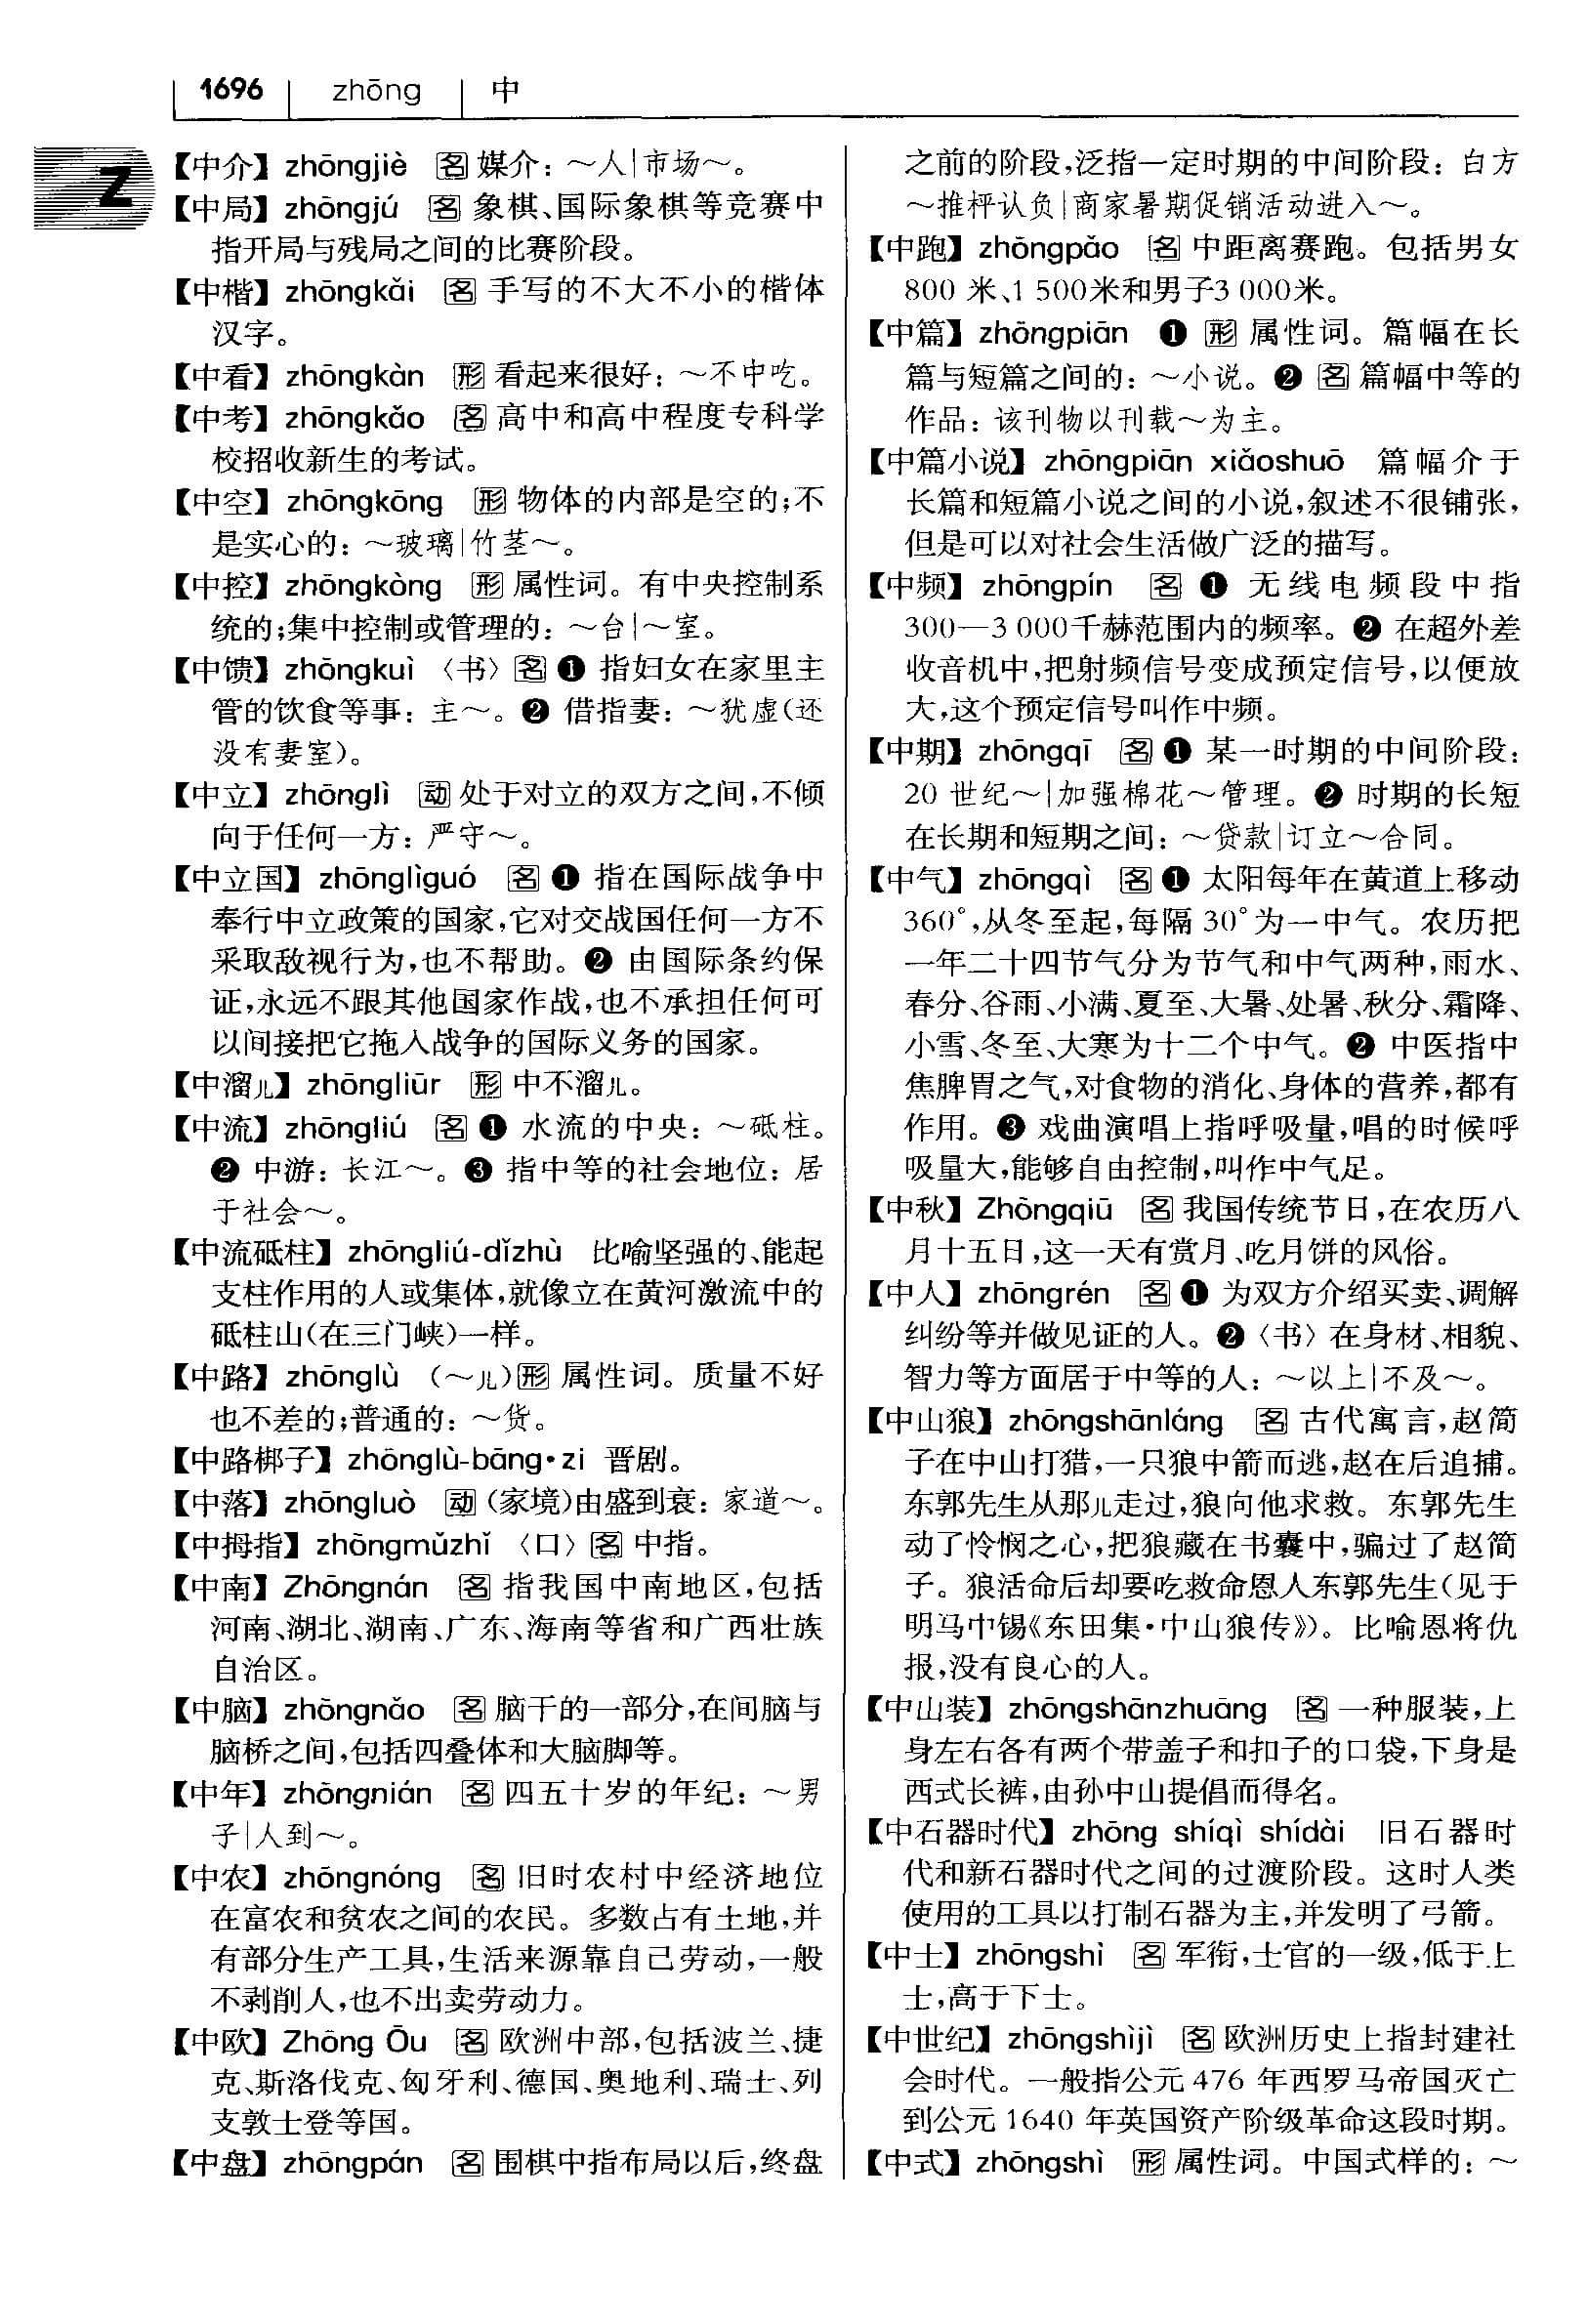 1696 zhōng 中
Z
【中介】 zhōngjiè 名 媒介：～人|市场～。
【中局】 zhōngjú 名 象棋、国际象棋等竞赛中
指开局与残局之间的比赛阶段。
【中楷】 zhōngkǎi 名 手写的不大不小的楷体
汉字。
【中看】 zhōngkàn 形 看起来很好：～不中吃。
【中考】 zhōngkǎo 名 高中和高中程度专科学
校招收新生的考试。
【中空】 zhōngkōng 形 物体的内部是空的；不
是实心的：～玻璃|竹茎～。
【中控】 zhōngkòng 形 属性词。有中央控制系
统的；集中控制或管理的：～台|～室。
【中馈】 zhōngkuì 〈书〉名 ❶ 指妇女在家里主
管的饮食等事：主～。❷ 借指妻：～犹虚（还
没有妻室）。
【中立】 zhōnglì 动 处于对立的双方之间，不倾
向于任何一方：严守～。
【中立国】 zhōnglìguó 名 ❶ 指在国际战争中
奉行中立政策的国家，它对交战国任何一方不
采取敌视行为，也不帮助。❷ 由国际条约保
证，永远不跟其他国家作战，也不承担任何可
以间接把它拖入战争的国际义务的国家。
【中溜儿】 zhōngliūr 形 中不溜儿。
【中流】 zhōngliú 名 ❶ 水流的中央：～砥柱。
❷ 中游：长江～。❸ 指中等的社会地位：居
于社会～。
【中流砥柱】 zhōngliú-dǐzhù 比喻坚强的、能起
支柱作用的人或集体，就像立在黄河激流中的
砥柱山（在三门峡）一样。
【中路】 zhōnglù （～儿）形 属性词。质量不好
也不差的；普通的：～货。
【中路梆子】 zhōnglù-bāng·zi 晋剧。
【中落】 zhōngluò 动 （家境）由盛到衰：家道～。
【中拇指】 zhōngmǔzhǐ 〈口〉名 中指。
【中南】 Zhōngnán 名 指我国中南地区，包括
河南、湖北、湖南、广东、海南等省和广西壮族
自治区。
【中脑】 zhōngnǎo 名 脑干的一部分，在间脑与
脑桥之间，包括四叠体和大脑脚等。
【中年】 zhōngnián 名 四五十岁的年纪：～男
子|人到～。
【中农】 zhōngnóng 名 旧时农村中经济地位
在富农和贫农之间的农民。多数占有土地，并
有部分生产工具，生活来源靠自己劳动，一般
不剥削人，也不出卖劳动力。
【中欧】 Zhōng Ōu 名 欧洲中部，包括波兰、捷
克、斯洛伐克、匈牙利、德国、奥地利、瑞士、列
支敦士登等国。
【中盘】 zhōngpán 名 围棋中指布局以后，终盘
之前的阶段，泛指一定时期的中间阶段：白方
～推枰认负|商家暑期促销活动进入～。
【中跑】 zhōngpǎo 名 中距离赛跑。包括男女
800 米、1 500米和男子3 000米。
【中篇】 zhōngpiān ❶ 形 属性词。篇幅在长
篇与短篇之间的：～小说。❷ 名 篇幅中等的
作品：该刊物以刊载～为主。
【中篇小说】 zhōngpiān xiǎoshuō 篇幅介于
长篇和短篇小说之间的小说，叙述不很铺张，
但是可以对社会生活做广泛的描写。
【中频】 zhōngpín 名 ❶ 无线电频段中指
300—3 000千赫范围内的频率。❷ 在超外差
收音机中，把射频信号变成预定信号，以便放
大，这个预定信号叫作中频。
【中期】 zhōngqī 名 ❶ 某一时期的中间阶段：
20 世纪～|加强棉花～管理。❷ 时期的长短
在长期和短期之间：～贷款|订立～合同。
【中气】 zhōngqì 名 ❶ 太阳每年在黄道上移动
360°，从冬至起，每隔 30°为一中气。农历把
一年二十四节气分为节气和中气两种，雨水、
春分、谷雨、小满、夏至、大暑、处暑、秋分、霜降、
小雪、冬至、大寒为十二个中气。❷ 中医指中
焦脾胃之气，对食物的消化、身体的营养，都有
作用。❸ 戏曲演唱上指呼吸量，唱的时候呼
吸量大，能够自由控制，叫作中气足。
【中秋】 Zhōngqiū 名 我国传统节日，在农历八
月十五日，这一天有赏月、吃月饼的风俗。
【中人】 zhōngrén 名 ❶ 为双方介绍买卖、调解
纠纷等并做见证的人。❷〈书〉在身材、相貌、
智力等方面居于中等的人：～以上|不及～。
【中山狼】 zhōngshānláng 名 古代寓言，赵简
子在中山打猎，一只狼中箭而逃，赵在后追捕。
东郭先生从那儿走过，狼向他求救。东郭先生
动了怜悯之心，把狼藏在书囊中，骗过了赵简
子。狼活命后却要吃救命恩人东郭先生（见于
明马中锡《东田集·中山狼传》）。比喻恩将仇
报，没有良心的人。
【中山装】 zhōngshānzhuāng 名 一种服装，上
身左右各有两个带盖子和扣子的口袋，下身是
西式长裤，由孙中山提倡而得名。
【中石器时代】 zhōng shíqì shídài 旧石器时
代和新石器时代之间的过渡阶段。这时人类
使用的工具以打制石器为主，并发明了弓箭。
【中士】 zhōngshì 名 军衔，士官的一级，低于上
士，高于下士。
【中世纪】 zhōngshìjì 名 欧洲历史上指封建社
会时代。一般指公元 476 年西罗马帝国灭亡
到公元 1640 年英国资产阶级革命这段时期。
【中式】 zhōngshì 形 属性词。中国式样的：～